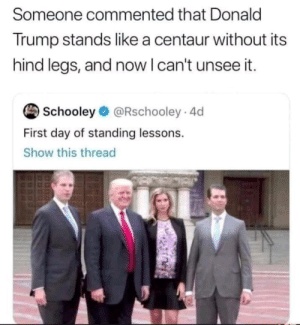 Someone commented that Donald
Trump stands like a centaur without its
hind legs, and now I can't unsee it.
Schooley @Rschooley · 4d
First day of standing lessons.
Show this thread